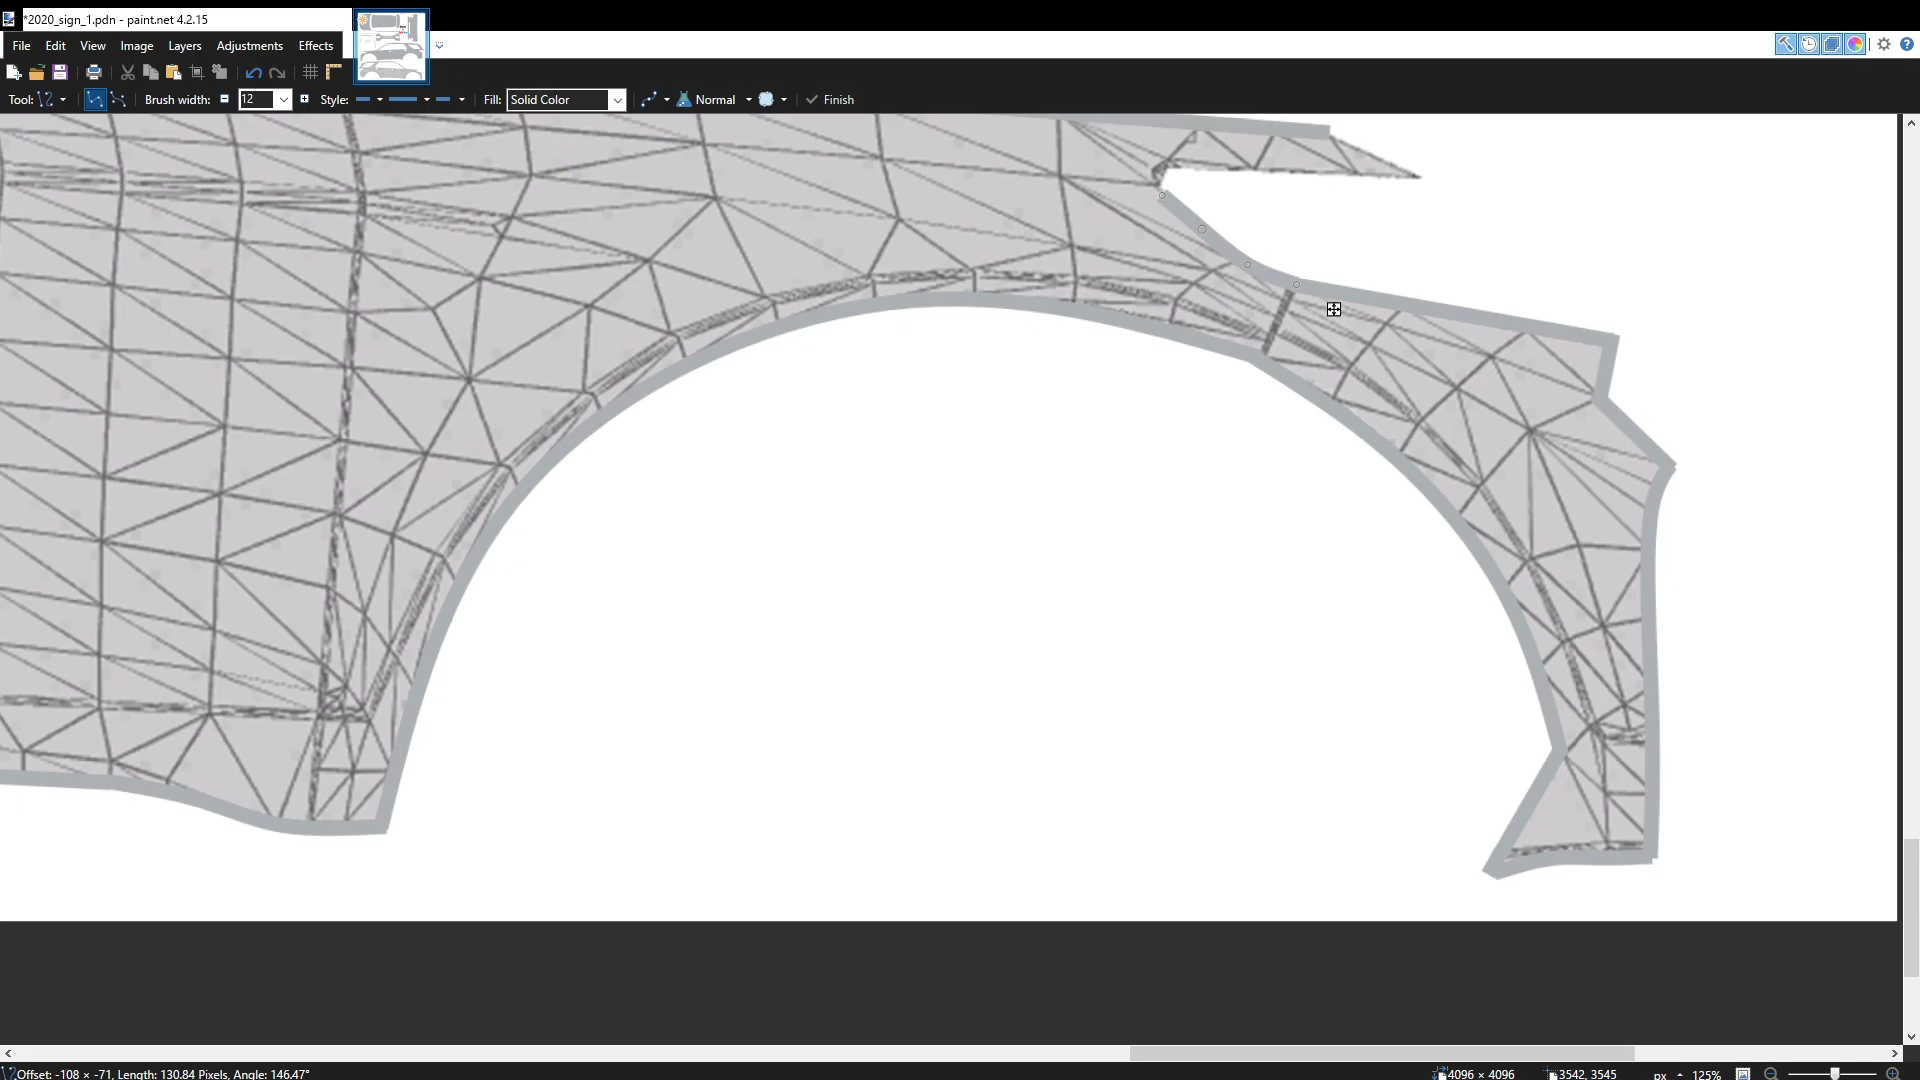 *2020_sign_1.pdn - paint.net 4.2.15
File Edit View Image Layers Adjustments Effects
Tool: Brush width: 12 Style: Fill: Solid Color Normal Finish
Offset: -108 × -71, Length: 130.84 Pixels, Angle: 146.47° 4096 × 4096 3542, 3545 px 125%